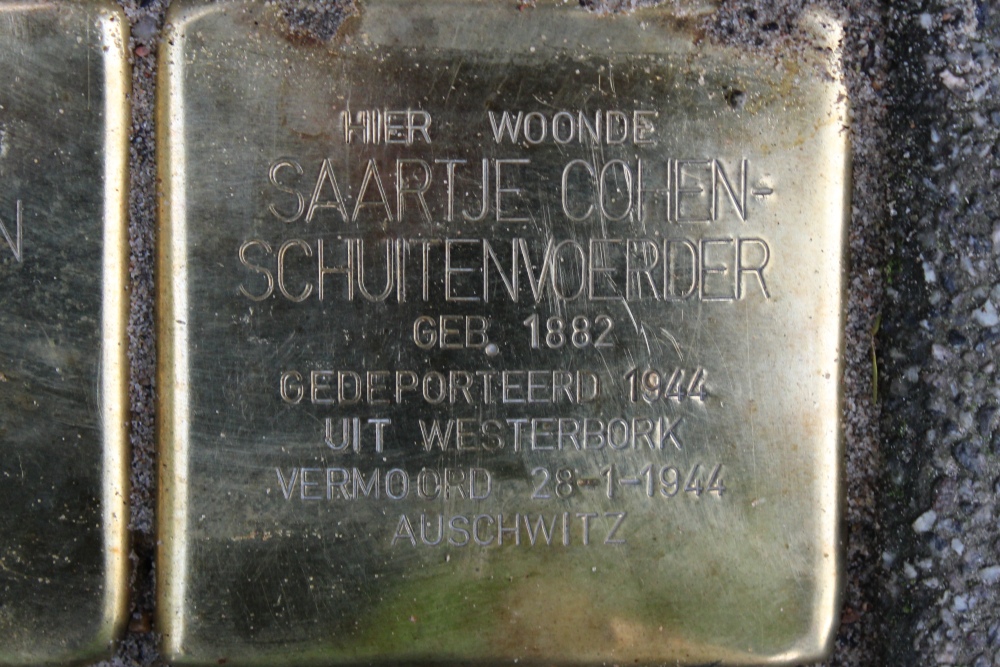 HIER WOONDE
SAARTJE COHEN-
SCHUITENVOERDER
GEB. 1882
GEDEPORTEERD 1944
UIT WESTERBORK
VERMOORD 28-1-1944
AUSCHWITZ
N